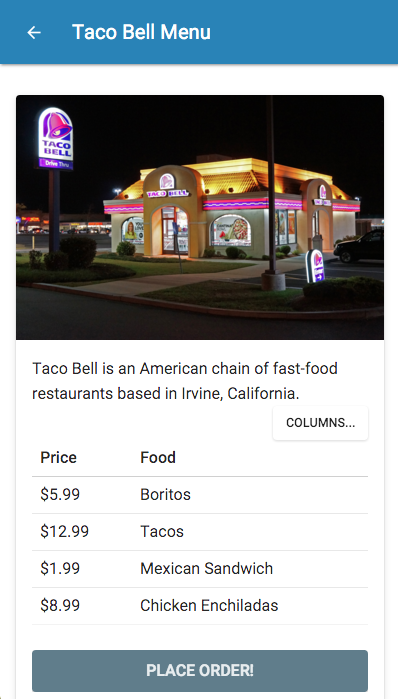 Taco Bell Menu
TACO
BELL
Drive Thru
TACO BELL
Taco Bell is an American chain of fast-food
restaurants based in Irvine, California.
COLUMNS...
Price Food
$5.99 Boritos
$12.99 Tacos
$1.99 Mexican Sandwich
$8.99 Chicken Enchiladas
PLACE ORDER!